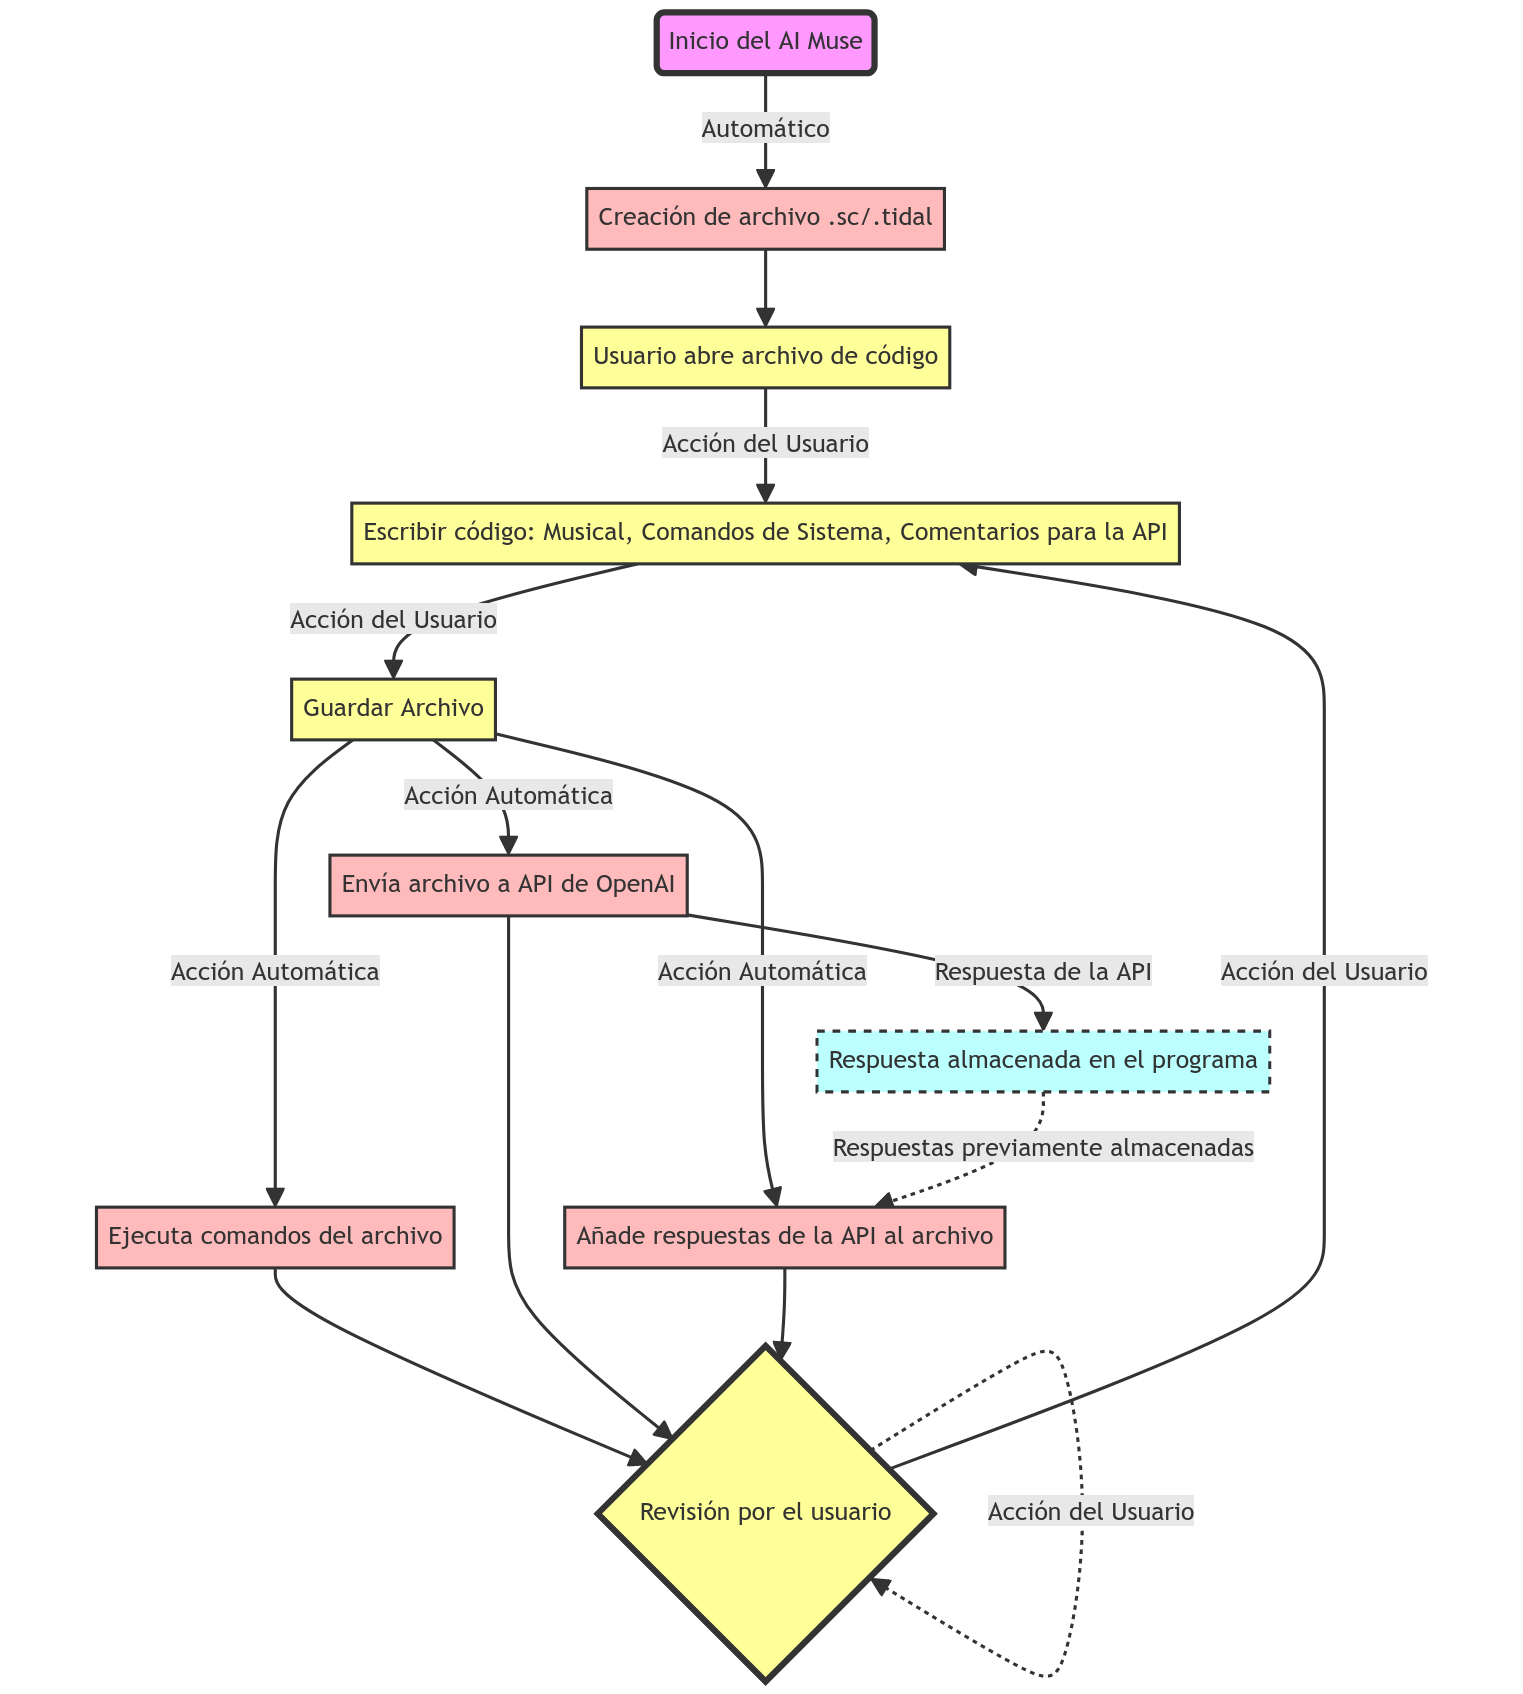 Inicio del AI Muse
Automático
Creación de archivo .sc/.tidal
Usuario abre archivo de código
Acción del Usuario
Escribir código: Musical, Comandos de Sistema, Comentarios para la API
Acción del Usuario
Guardar Archivo
Acción Automática
Envía archivo a API de OpenAI
Acción Automática
Acción Automática
Respuesta de la API
Acción del Usuario
Respuesta almacenada en el programa
Respuestas previamente almacenadas
Ejecuta comandos del archivo
Añade respuestas de la API al archivo
Revisión por el usuario
Acción del Usuario